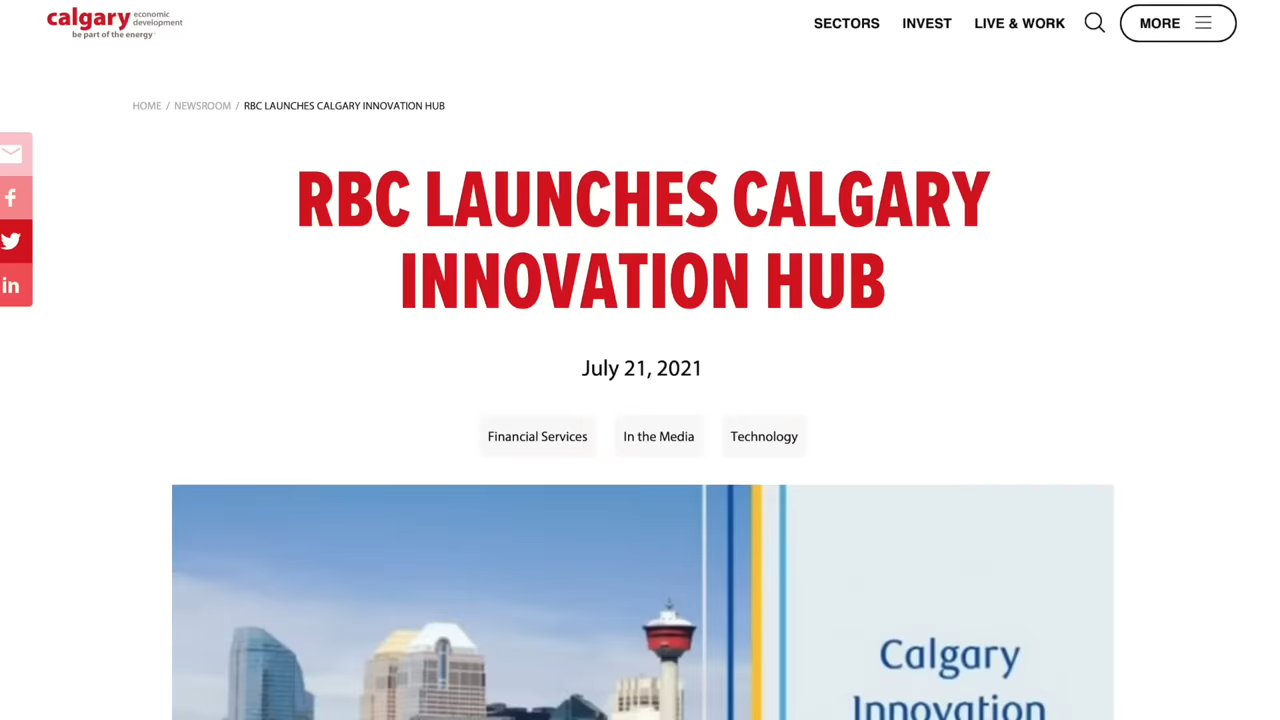 calgary economic
development
be part of the energy
SECTORS INVEST LIVE & WORK MORE
HOME / NEWSROOM / RBC LAUNCHES CALGARY INNOVATION HUB
f
in
RBC LAUNCHES CALGARY
INNOVATION HUB
July 21, 2021
Financial Services In the Media Technology
Calgary
Innovation